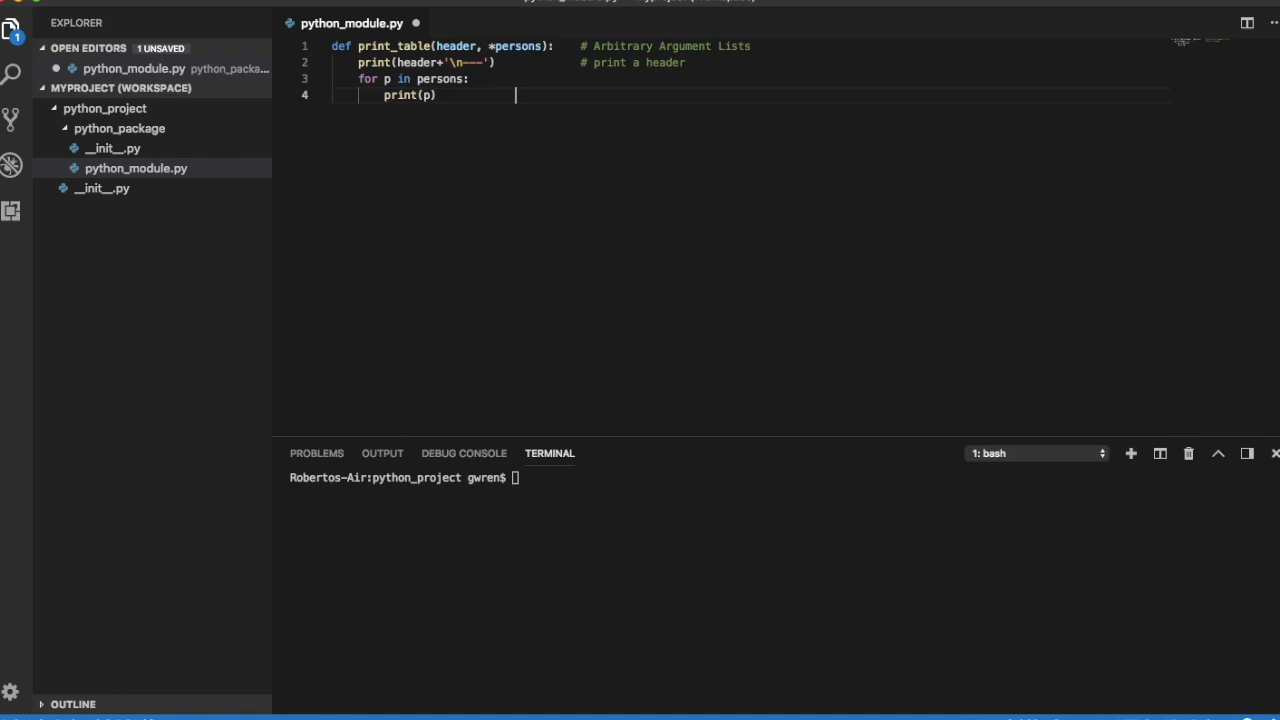 EXPLORER
OPEN EDITORS 1 UNSAVED
python_module.py python_packa...
MYPROJECT (WORKSPACE)
python_project
python_package
__init__.py
python_module.py
__init__.py
OUTLINE
1
python_module.py
1 def print_table(header, *persons): # Arbitrary Argument Lists
2 print(header+'\n---') # print a header
3 for p in persons:
4 print(p)
PROBLEMS OUTPUT DEBUG CONSOLE TERMINAL 1: bash
Robertos-Air:python_project gwren$